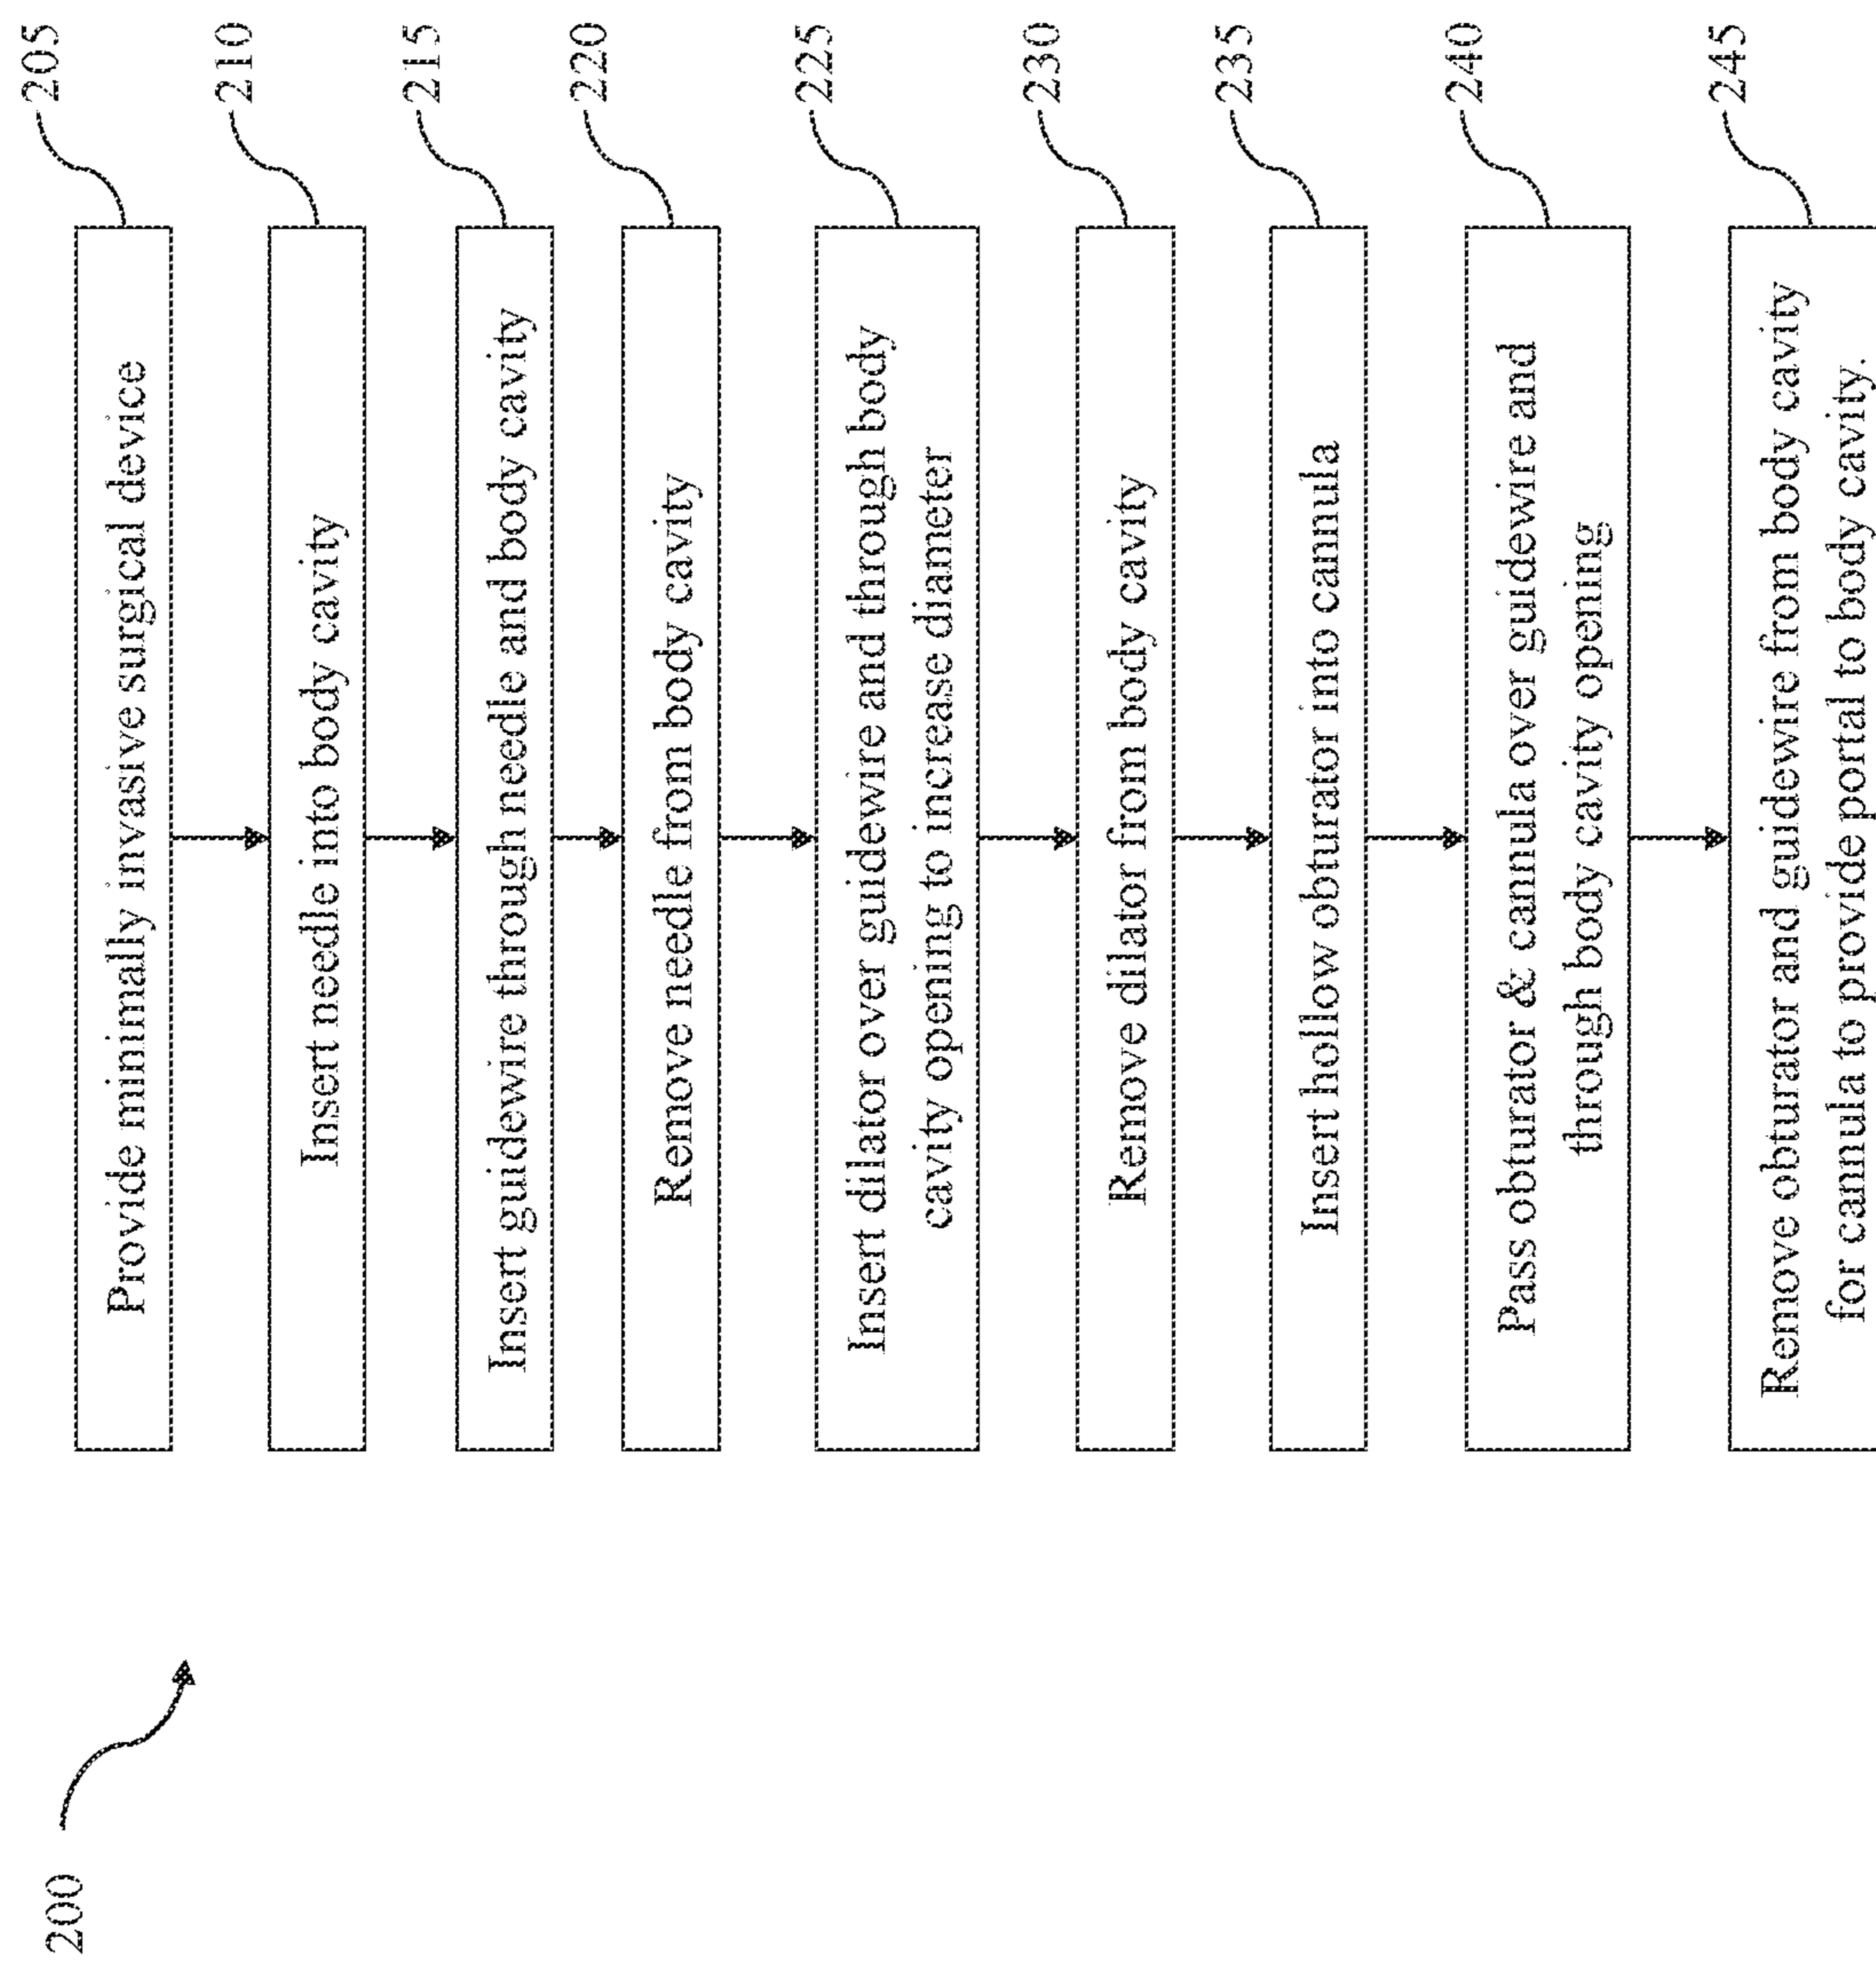 200
205
Provide minimally invasive surgical device
210
Insert needle into body cavity
215
Insert guidewire through needle and body cavity
220
Remove needle from body cavity
225
Insert dilator over guidewire and through body
cavity opening to increase diameter
230
Remove dilator from body cavity
235
Insert hollow obturator into cannula
240
Pass obturator & cannula over guidewire and
through body cavity opening
245
Remove obturator and guidewire from body cavity
for cannula to provide portal to body cavity.